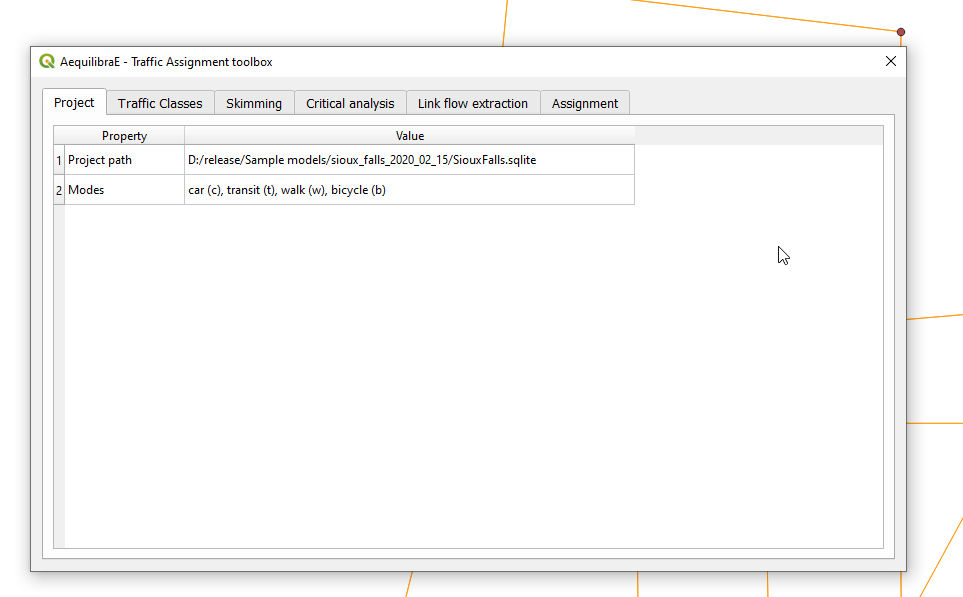 AequilibraE - Traffic Assignment toolbox
Project Traffic Classes Skimming Critical analysis Link flow extraction Assignment
Property Value
1 Project path D:/release/Sample models/sioux_falls_2020_02_15/SiouxFalls.sqlite
2 Modes car (c), transit (t), walk (w), bicycle (b)